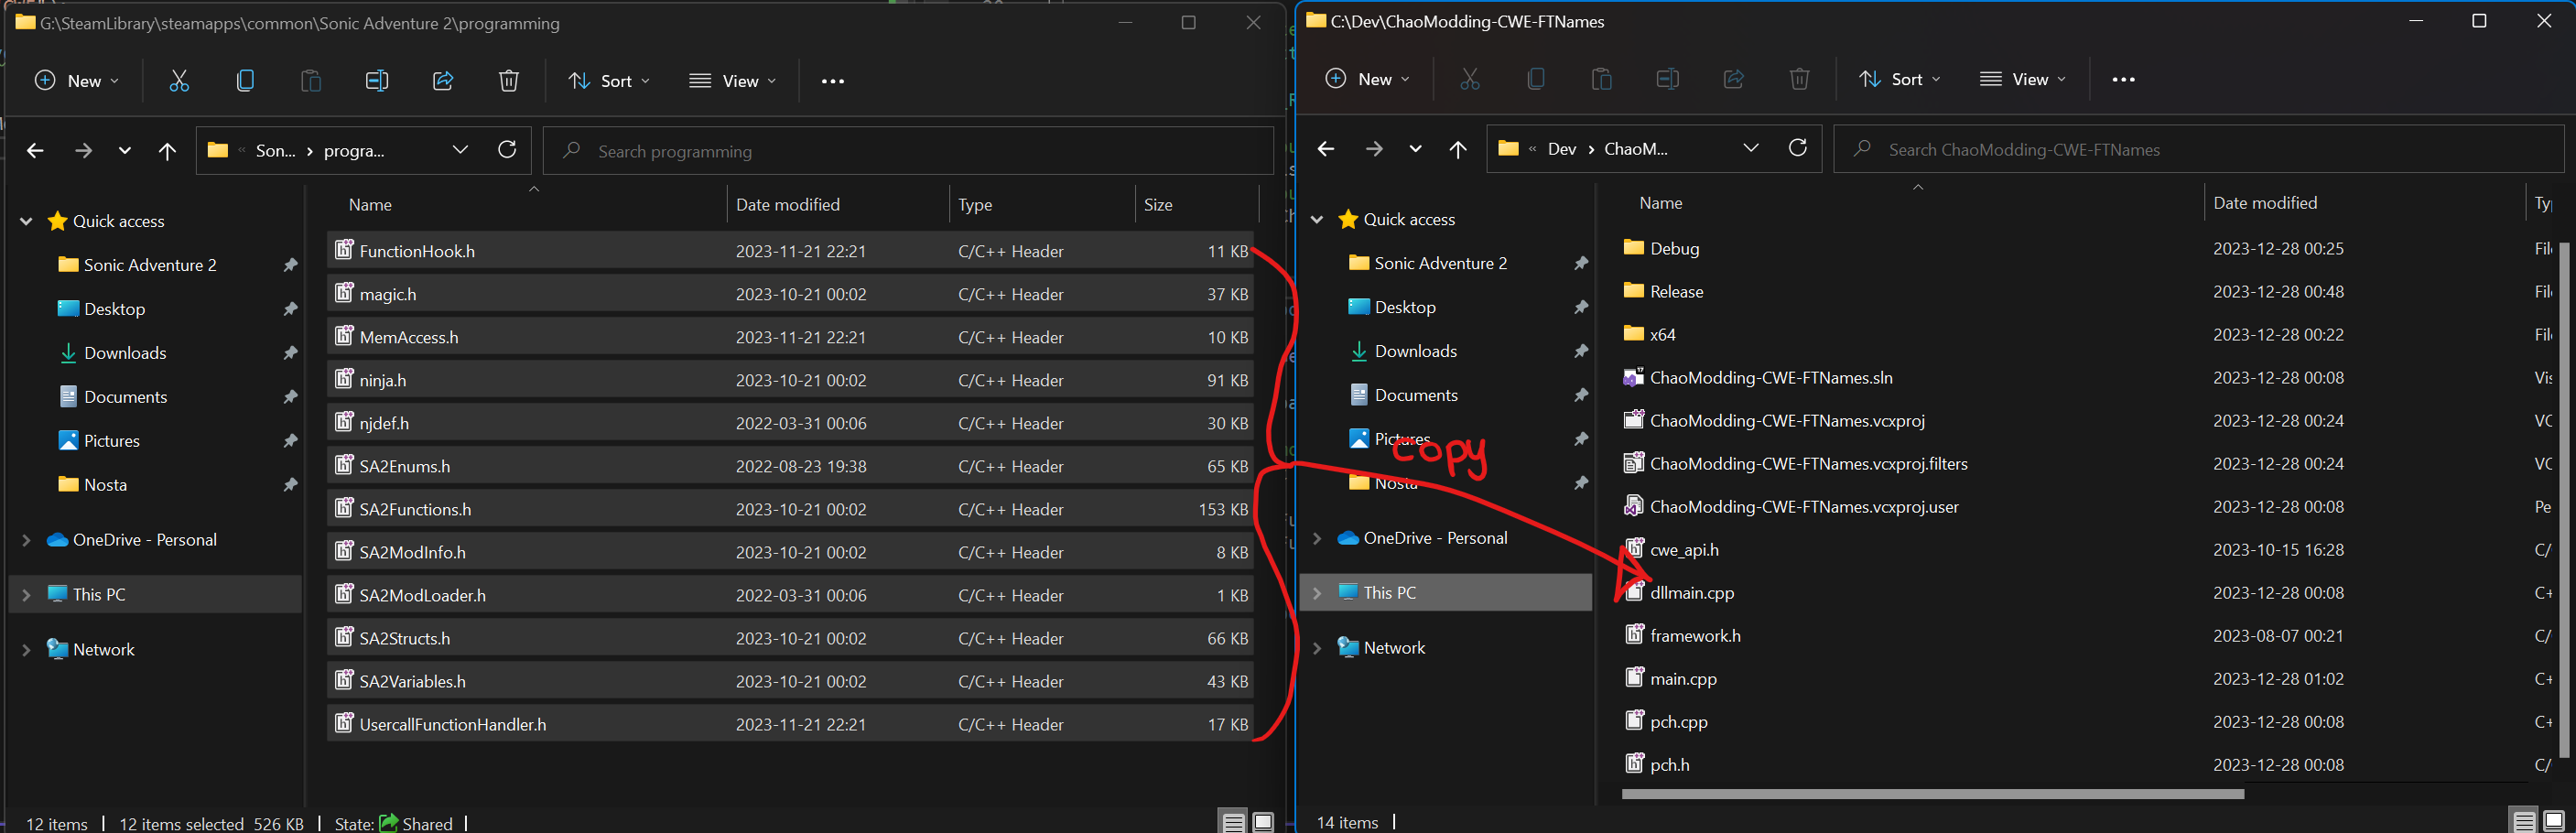 G:\SteamLibrary\steamapps\common\Sonic Adventure 2\programming
New
Sort
View
Son...
progra...
Search programming
Name
Date modified
Type
Size
Quick access
Sonic Adventure 2
Desktop
Downloads
Documents
Pictures
Nosta
OneDrive - Personal
This PC
Network
FunctionHook.h 2023-11-21 22:21 C/C++ Header 11 KB
magic.h 2023-10-21 00:02 C/C++ Header 37 KB
MemAccess.h 2023-11-21 22:21 C/C++ Header 10 KB
ninja.h 2023-10-21 00:02 C/C++ Header 91 KB
njdef.h 2022-03-31 00:06 C/C++ Header 30 KB
SA2Enums.h 2022-08-23 19:38 C/C++ Header 65 KB
SA2Functions.h 2023-10-21 00:02 C/C++ Header 153 KB
SA2ModInfo.h 2023-10-21 00:02 C/C++ Header 8 KB
SA2ModLoader.h 2022-03-31 00:06 C/C++ Header 1 KB
SA2Structs.h 2023-10-21 00:02 C/C++ Header 66 KB
SA2Variables.h 2023-10-21 00:02 C/C++ Header 43 KB
UsercallFunctionHandler.h 2023-11-21 22:21 C/C++ Header 17 KB
12 items | 12 items selected 526 KB | State: Shared |
C:\Dev\ChaoModding-CWE-FTNames
New
Sort
View
Dev
ChaoM...
Search ChaoModding-CWE-FTNames
Name
Date modified
Ty
Quick access
Sonic Adventure 2
Desktop
Downloads
Documents
Pictures
copy
Nosta
OneDrive - Personal
This PC
Network
Debug 2023-12-28 00:25 Fil
Release 2023-12-28 00:48 Fil
x64 2023-12-28 00:22 Fil
ChaoModding-CWE-FTNames.sln 2023-12-28 00:08 Vis
ChaoModding-CWE-FTNames.vcxproj 2023-12-28 00:24 VC
ChaoModding-CWE-FTNames.vcxproj.filters 2023-12-28 00:24 VC
ChaoModding-CWE-FTNames.vcxproj.user 2023-12-28 00:08 Pe
cwe_api.h 2023-10-15 16:28 C/
dllmain.cpp 2023-12-28 00:08 C+
framework.h 2023-08-07 00:21 C/
main.cpp 2023-12-28 01:02 C+
pch.cpp 2023-12-28 00:08 C+
pch.h 2023-12-28 00:08 C/
14 items |